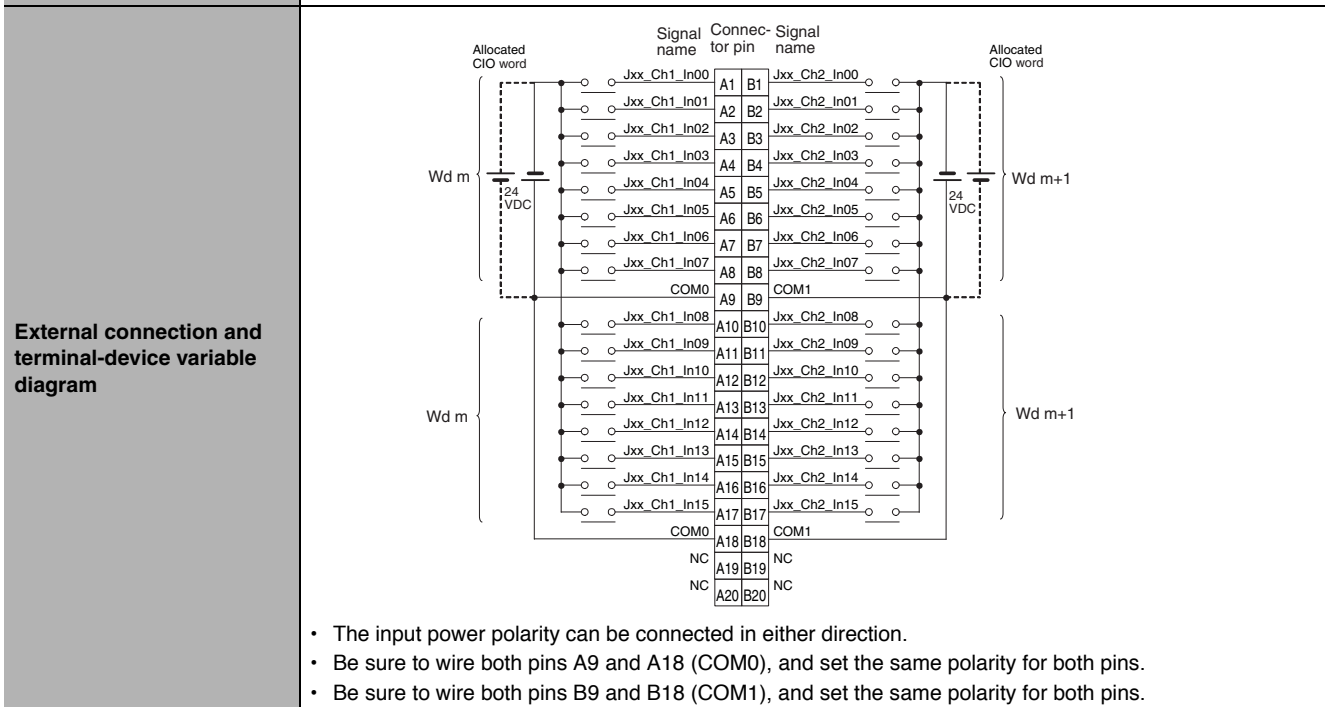 External connection and
terminal-device variable
diagram
Signal name Connec-tor pin Signal name
Allocated
CIO word
Allocated
CIO word
Jxx_Ch1_In00 A1 B1 Jxx_Ch2_In00
Jxx_Ch1_In01 A2 B2 Jxx_Ch2_In01
Jxx_Ch1_In02 A3 B3 Jxx_Ch2_In02
Jxx_Ch1_In03 A4 B4 Jxx_Ch2_In03
Wd m
24
VDC
24
VDC
Wd m+1
Jxx_Ch1_In04 A5 B5 Jxx_Ch2_In04
Jxx_Ch1_In05 A6 B6 Jxx_Ch2_In05
Jxx_Ch1_In06 A7 B7 Jxx_Ch2_In06
Jxx_Ch1_In07 A8 B8 Jxx_Ch2_In07
COM0 A9 B9 COM1
Jxx_Ch1_In08 A10 B10 Jxx_Ch2_In08
Jxx_Ch1_In09 A11 B11 Jxx_Ch2_In09
Jxx_Ch1_In10 A12 B12 Jxx_Ch2_In10
Jxx_Ch1_In11 A13 B13 Jxx_Ch2_In11
Wd m
Wd m+1
Jxx_Ch1_In12 A14 B14 Jxx_Ch2_In12
Jxx_Ch1_In13 A15 B15 Jxx_Ch2_In13
Jxx_Ch1_In14 A16 B16 Jxx_Ch2_In14
Jxx_Ch1_In15 A17 B17 Jxx_Ch2_In15
COM0 A18 B18 COM1
NC A19 B19 NC
NC A20 B20 NC
• The input power polarity can be connected in either direction.
• Be sure to wire both pins A9 and A18 (COM0), and set the same polarity for both pins.
• Be sure to wire both pins B9 and B18 (COM1), and set the same polarity for both pins.